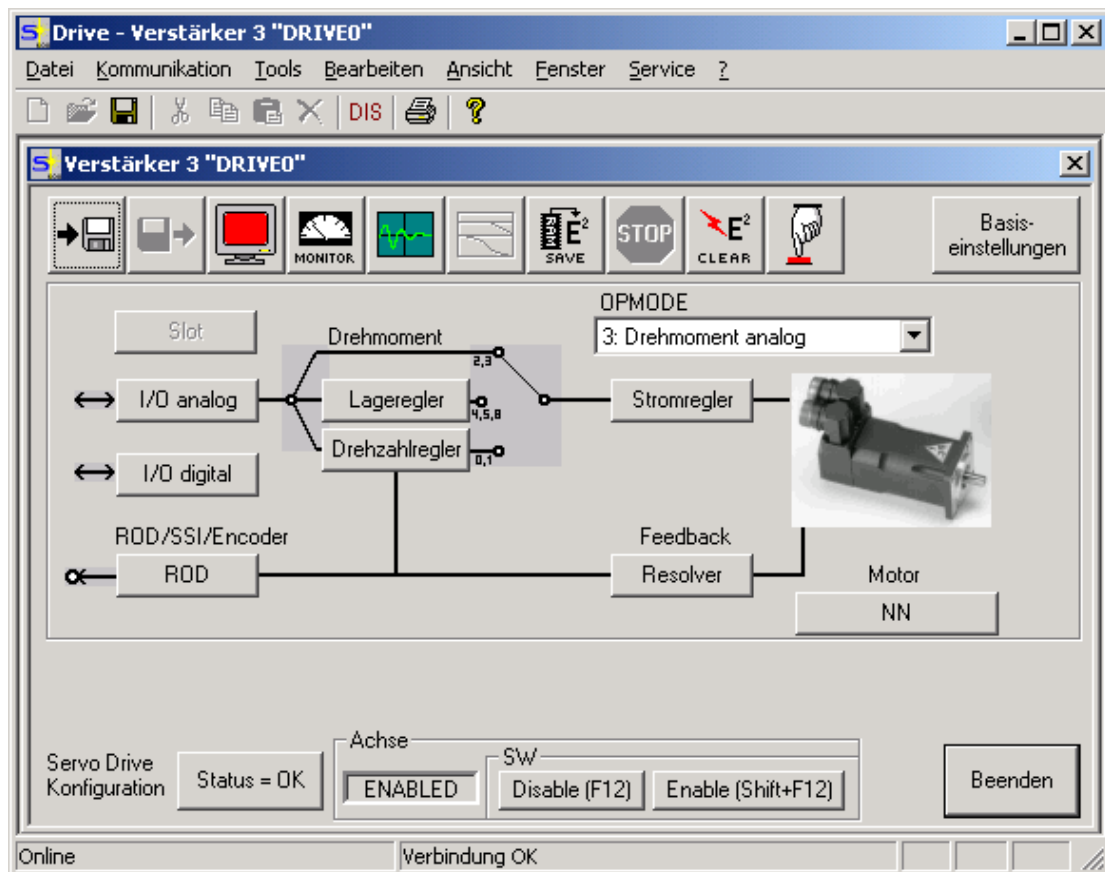 Drive - Verstärker 3 "DRIVE0"
Datei Kommunikation Tools Bearbeiten Ansicht Fenster Service ?
DIS
Verstärker 3 "DRIVE0"
MONITOR
RAM E²
SAVE
STOP
E²
CLEAR
Basis-
einstellungen
OPMODE
Slot
Drehmoment
3: Drehmoment analog
2,3
I/O analog
Lageregler
4,5,8
Stromregler
Drehzahlregler
0,1
I/O digital
ROD/SSI/Encoder
Feedback
ROD
Resolver
Motor
NN
Servo Drive
Konfiguration
Status = OK
Achse
ENABLED
SW
Disable (F12)
Enable (Shift+F12)
Beenden
Online
Verbindung OK